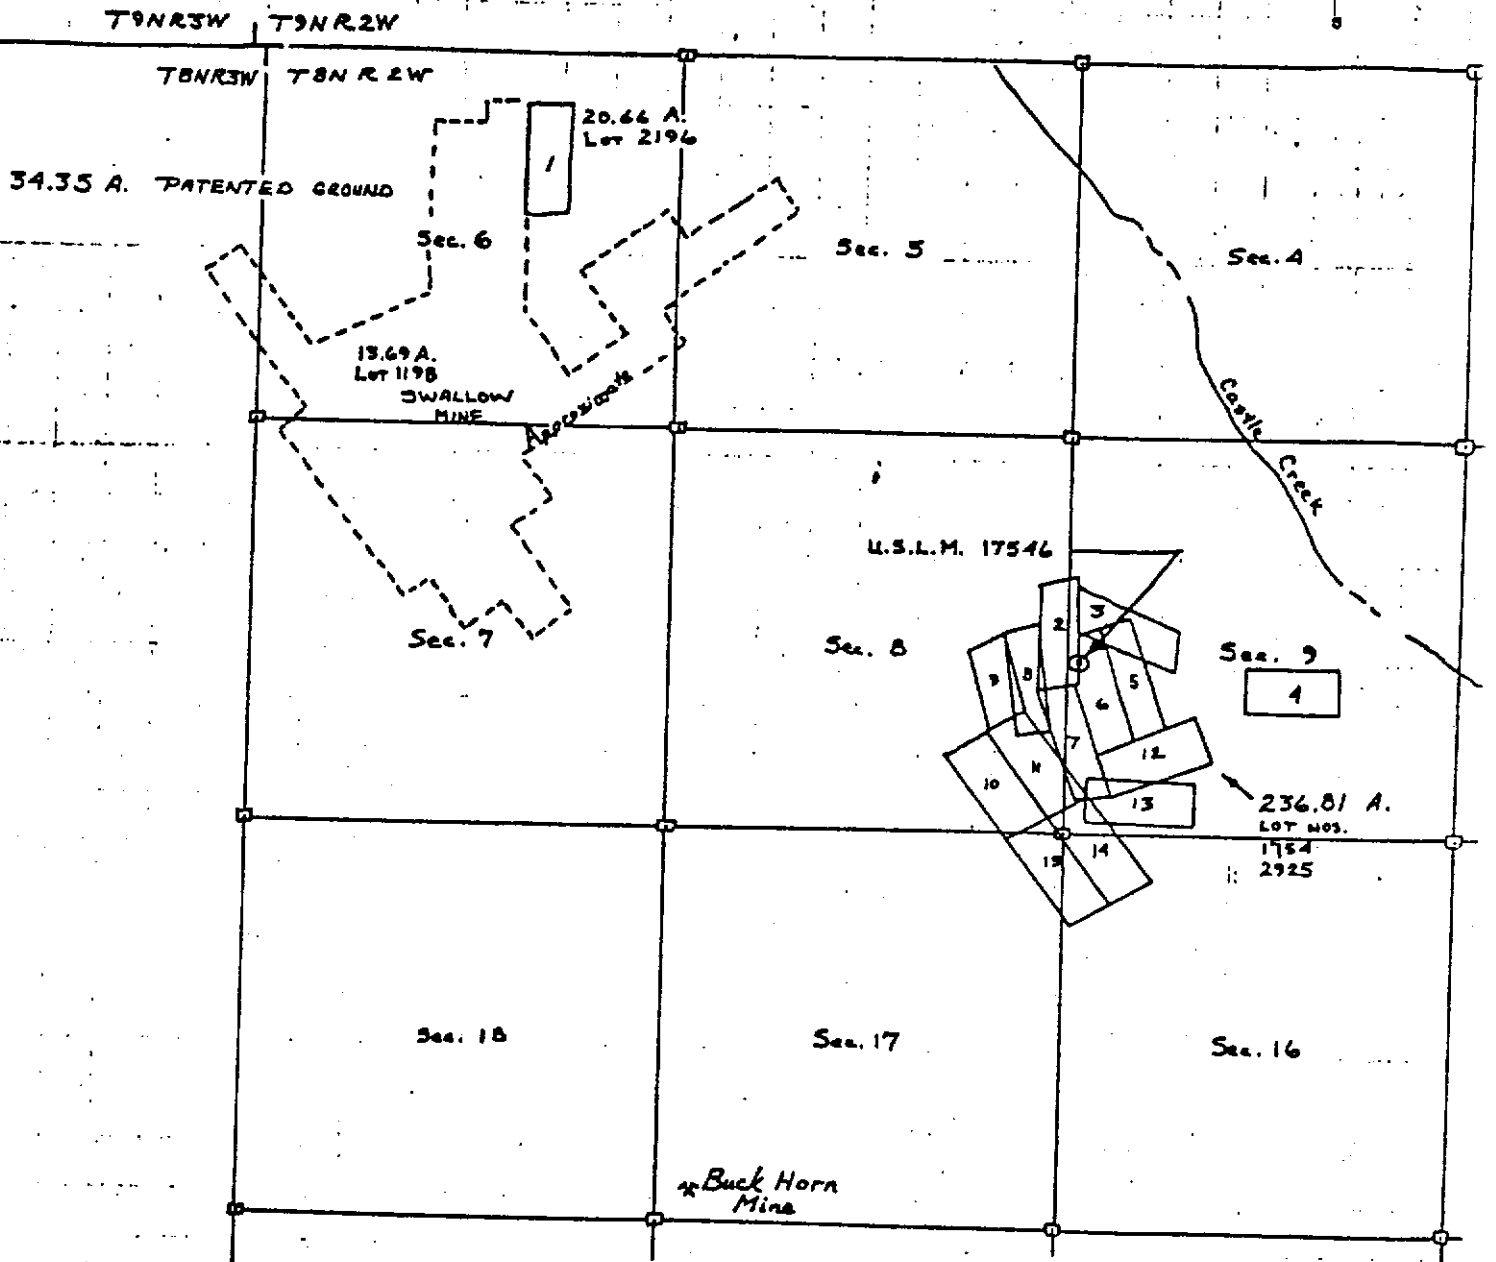 T9NR3W T9NR2W
T8NR3W T8N R2W
20.66 A.
Lot 2196
1
34.35 A. PATENTED GROUND
Sec. 6
Sec. 5
Sec. 4
13.69 A.
Lot 1198
SWALLOW
MINE
Approximate
Castle
Creek
U.S.L.M. 17546
3
2
Sec. 7
Sec. 8
Sec. 9
9
8
5
4
6
7
12
10
11
13
236.81 A.
LOT NOS.
1754
2925
15
14
Sec. 18
Sec. 17
Sec. 16
Buck Horn
Mine